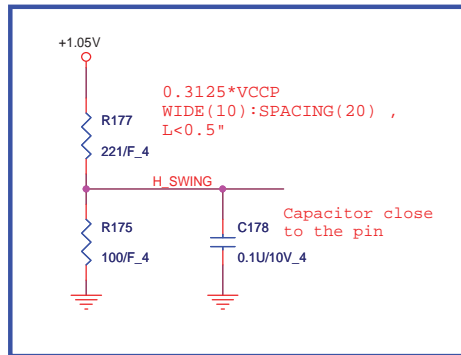 +1.05V
0.3125*VCCP
WIDE(10):SPACING(20) ,
L<0.5"
R177
221/F_4
H_SWING
R175
100/F_4
C178
0.1U/10V_4
Capacitor close
to the pin